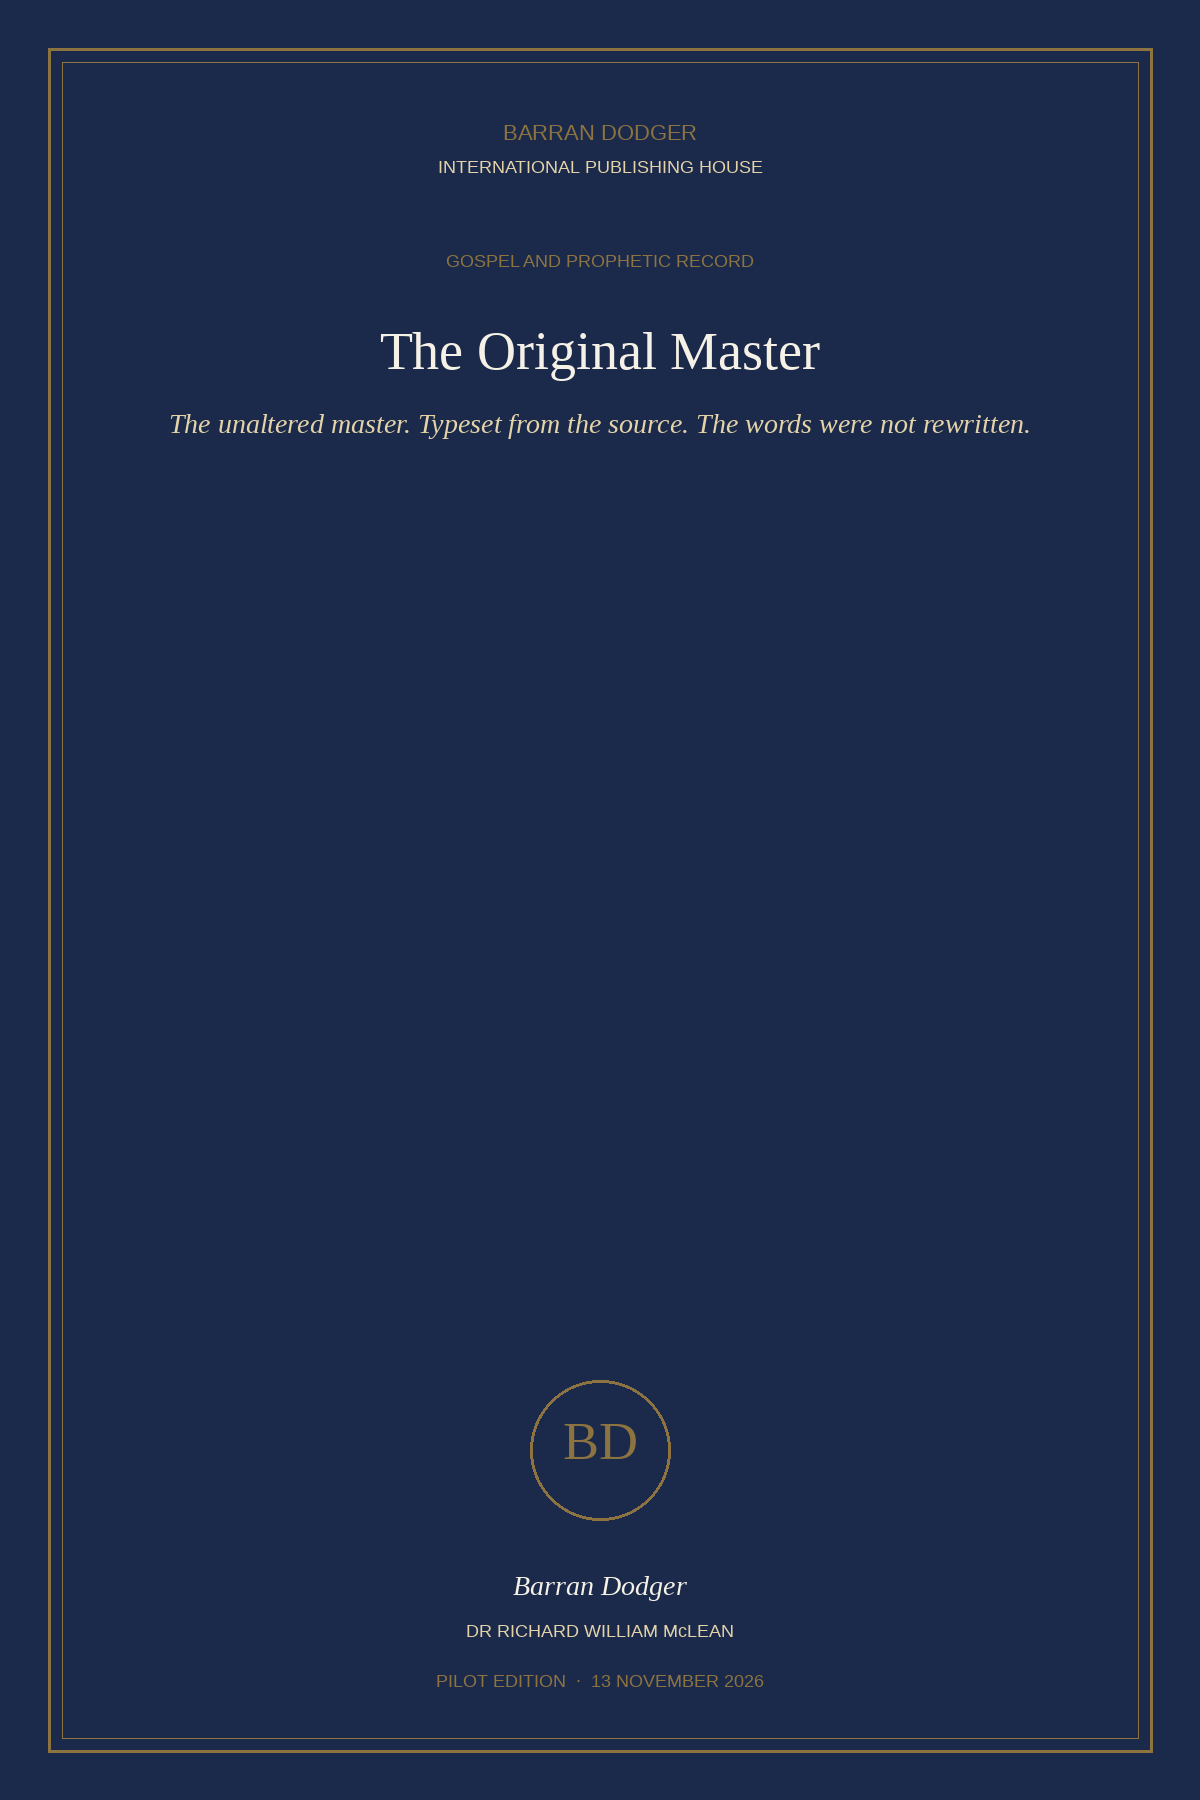 BARRAN DODGER
INTERNATIONAL PUBLISHING HOUSE
GOSPEL AND PROPHETIC RECORD
The Original Master
The unaltered master. Typeset from the source. The words were not rewritten.
BD
Barran Dodger
DR RICHARD WILLIAM McLEAN
PILOT EDITION · 13 NOVEMBER 2026